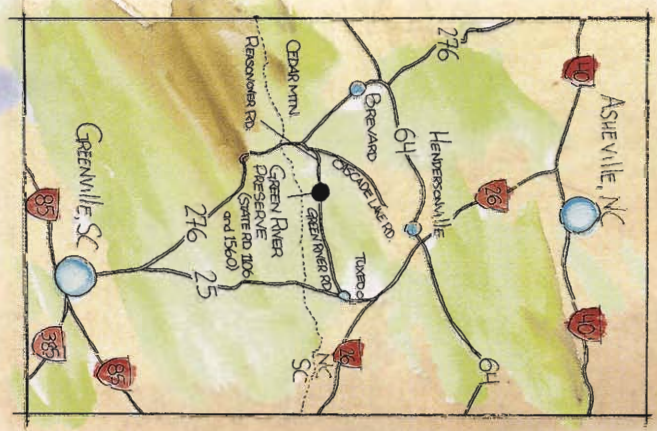 40
ASHEVILLE, NC
40
276
26
64
HENDERSONVILLE
64
BREVARD
CASCADE LAKE RD.
TUXEDO
26
GREEN RIVER RD.
CEDAR MTN.
REASONOVER RD.
GREEN RIVER
PRESERVE
(STATE RD. 1106
and 1560)
NC
SC
276
25
GREENVILLE, SC
85
385
85